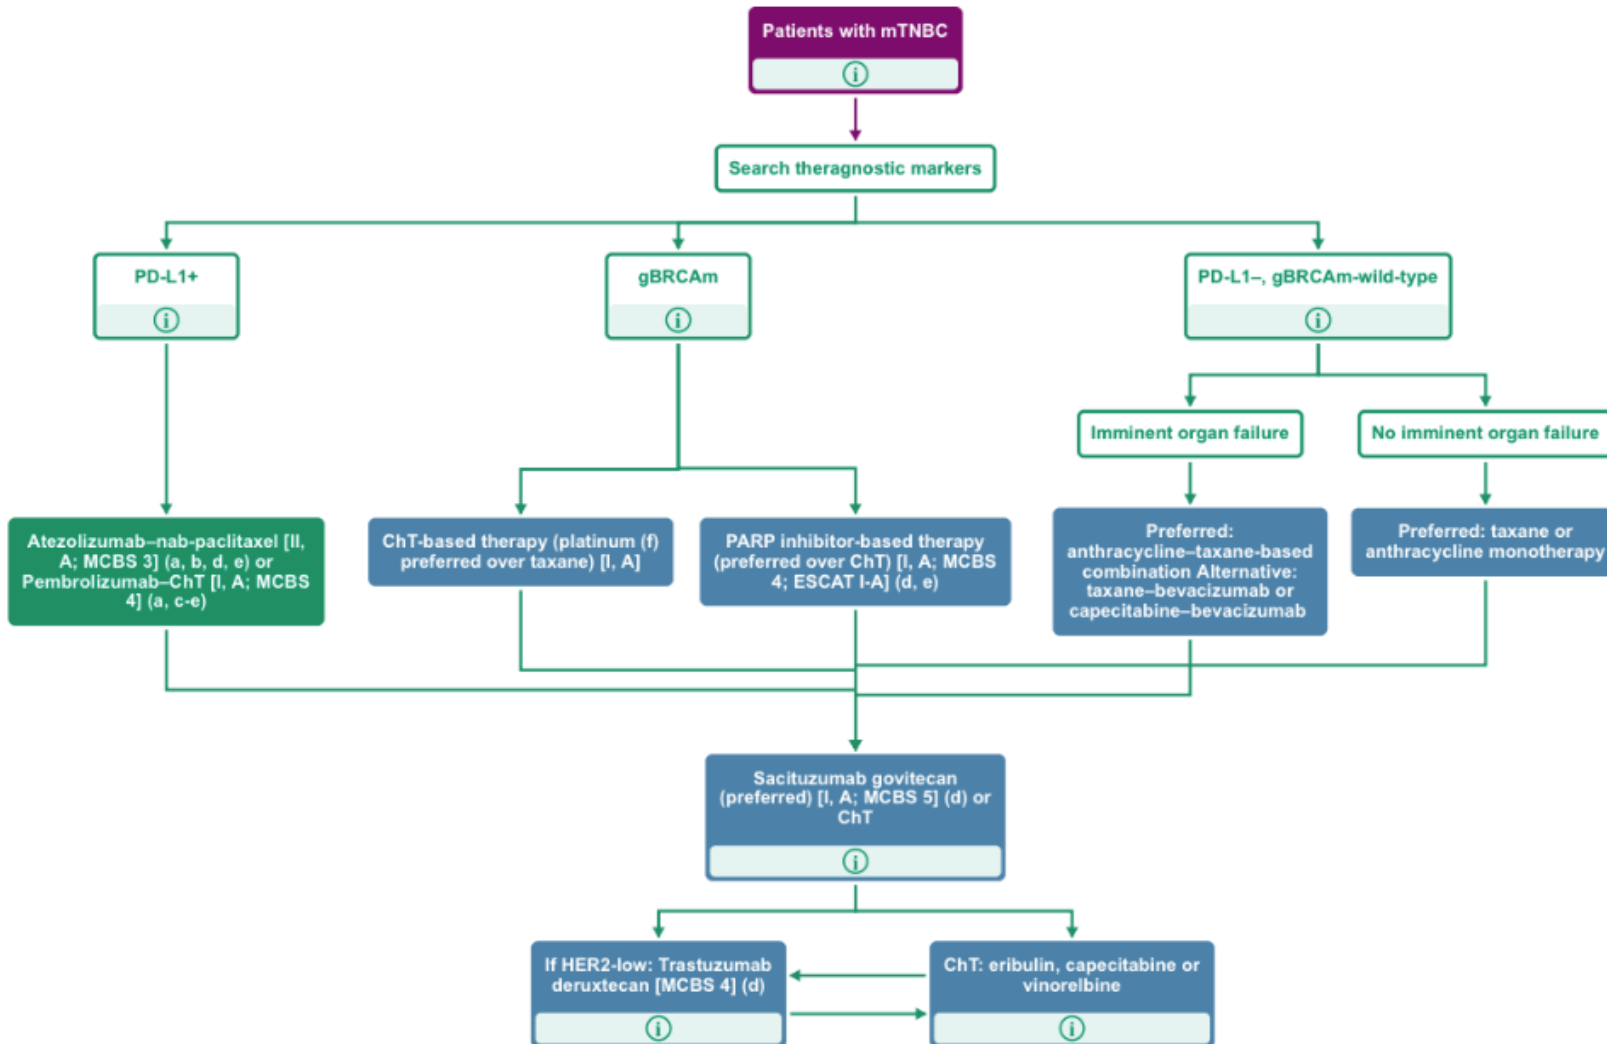 Patients with mTNBC
i
Search theragnostic markers
PD-L1+
i
gBRCAm
i
PD-L1–, gBRCAm-wild-type
i
Imminent organ failure
No imminent organ failure
Atezolizumab–nab-paclitaxel [II,
A; MCBS 3] (a, b, d, e) or
Pembrolizumab–ChT [I, A; MCBS
4] (a, c-e)
ChT-based therapy (platinum (f)
preferred over taxane) [I, A]
PARP inhibitor-based therapy
(preferred over ChT) [I, A; MCBS
4; ESCAT I-A] (d, e)
Preferred:
anthracycline–taxane-based
combination Alternative:
taxane–bevacizumab or
capecitabine–bevacizumab
Preferred: taxane or
anthracycline monotherapy
Sacituzumab govitecan
(preferred) [I, A; MCBS 5] (d) or
ChT
i
If HER2-low: Trastuzumab
deruxtecan [MCBS 4] (d)
i
ChT: eribulin, capecitabine or
vinorelbine
i